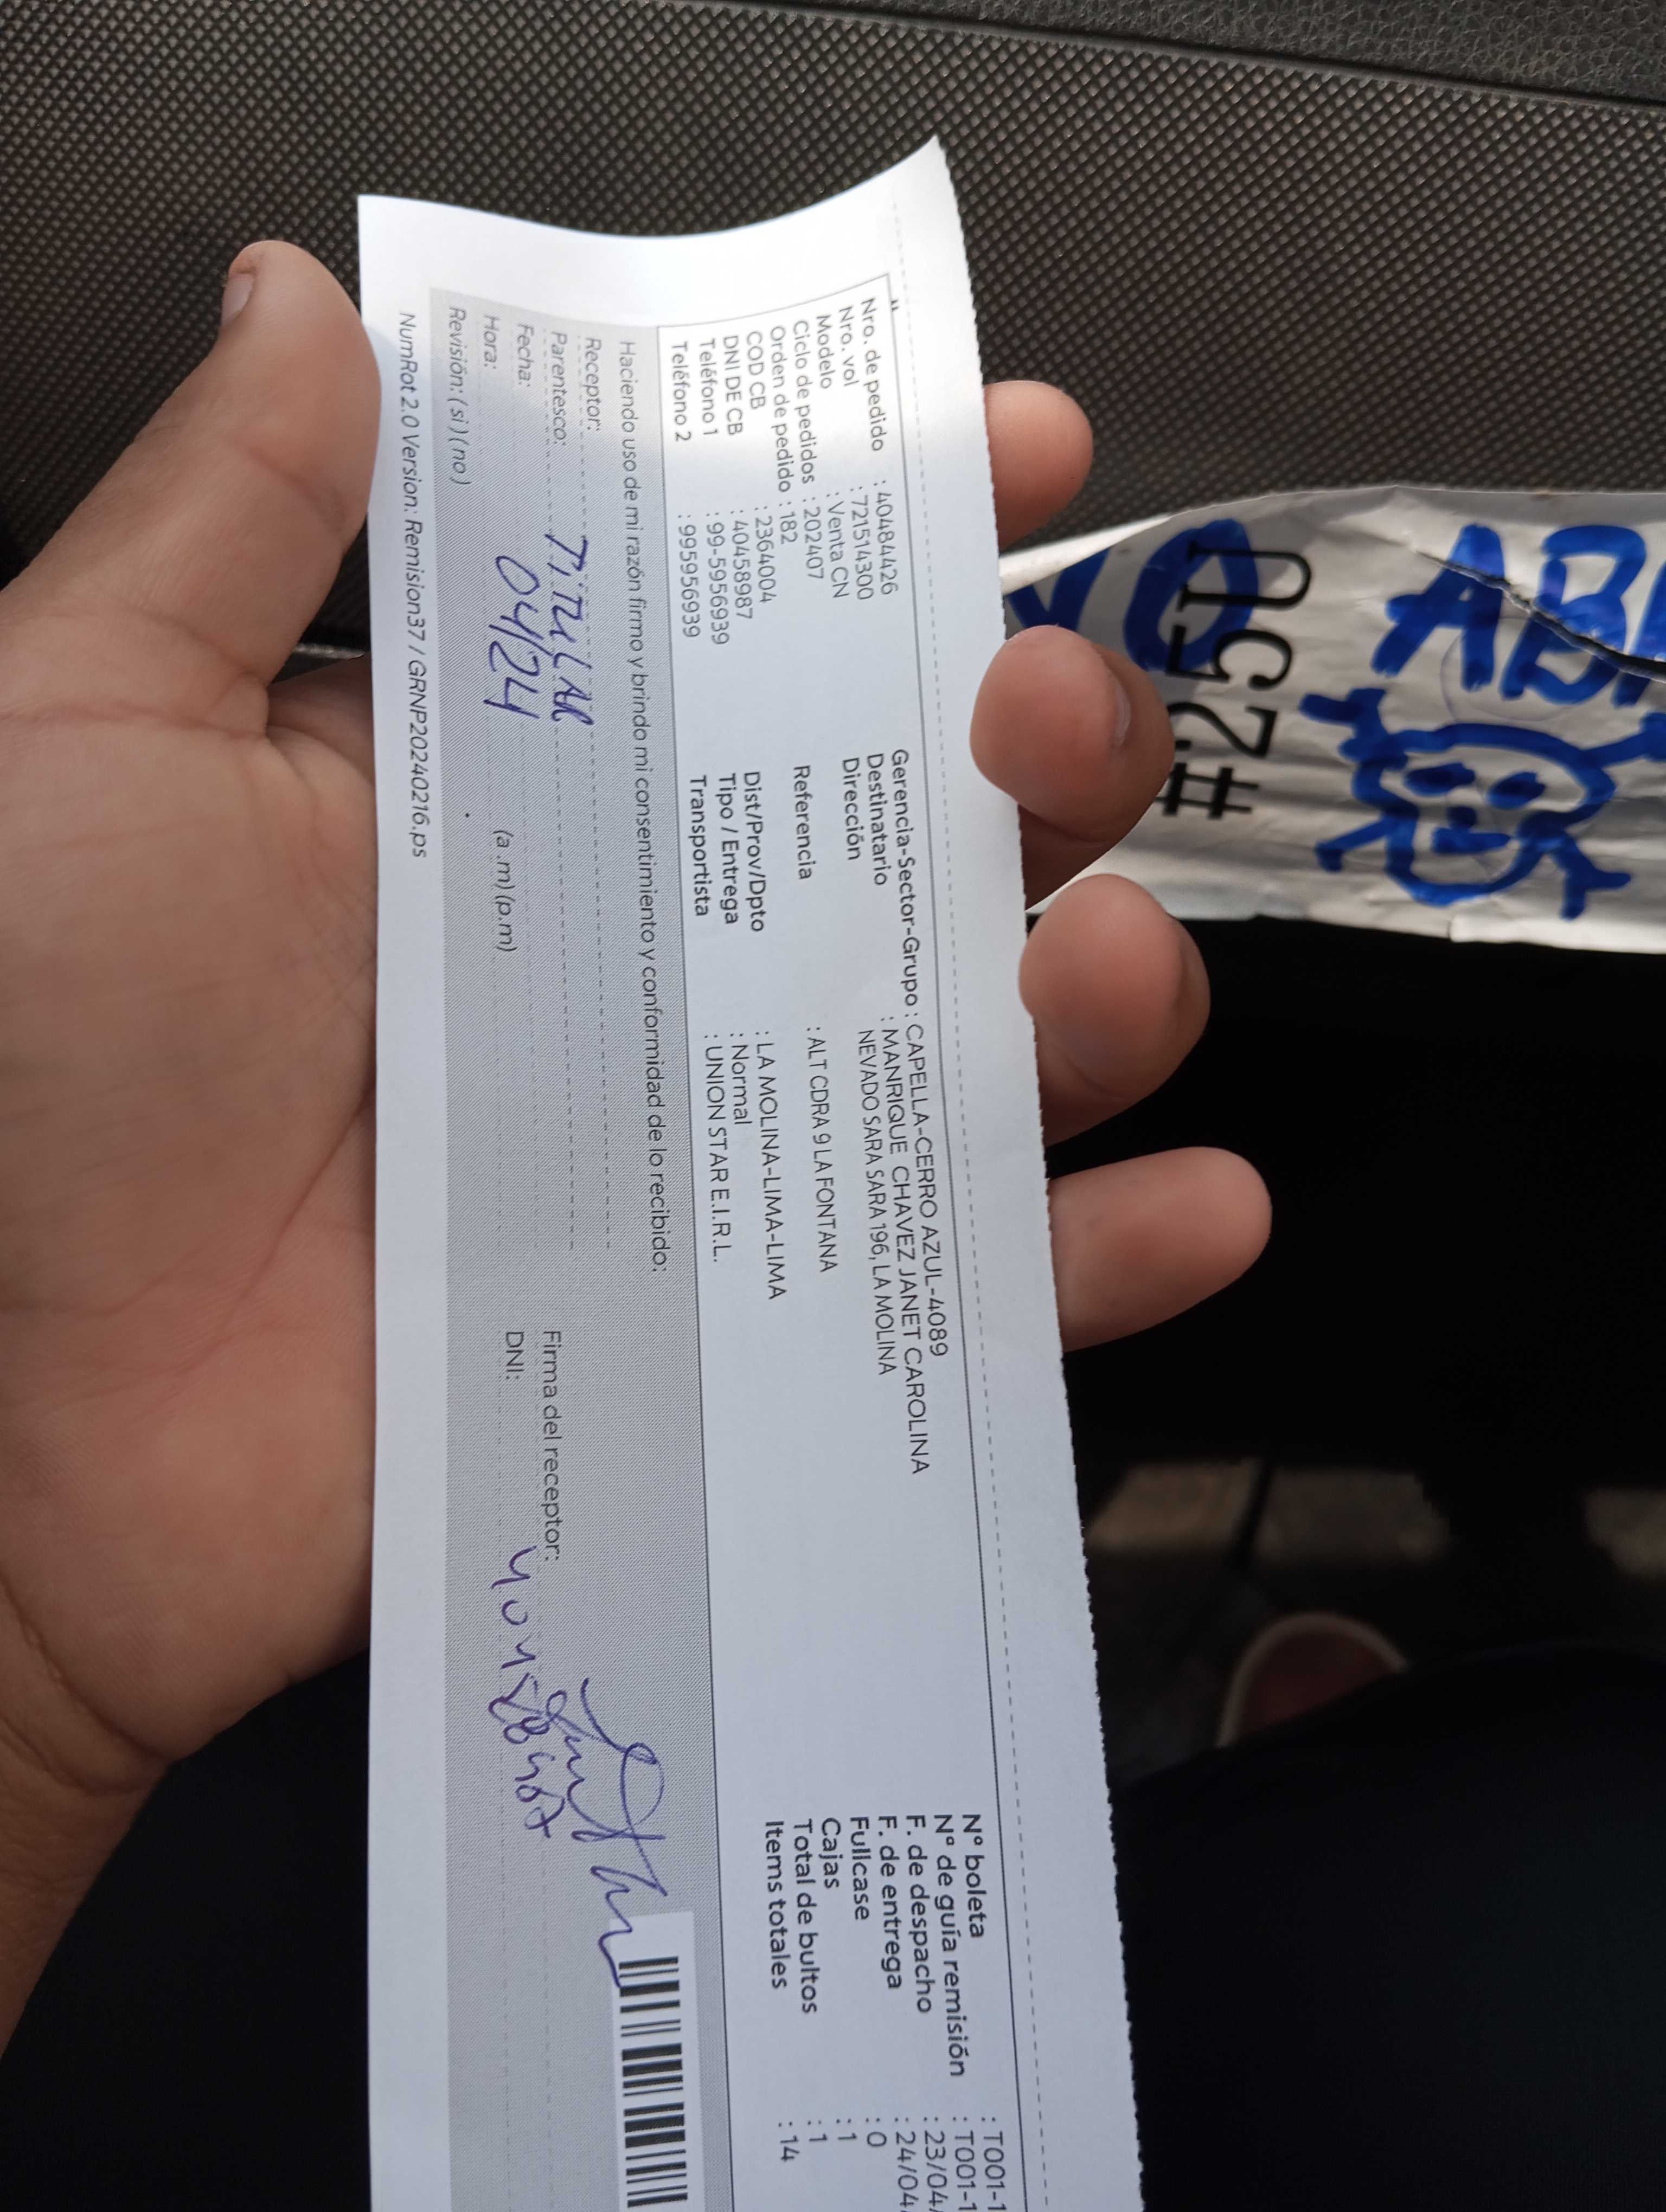 Nro. de pedido : 40484426
Nro. vol : 721514300
Modelo : Venta CN
Ciclo de pedidos : 202407
Orden de pedido : 182
COD CB : 2364004
DNI DE CB : 40458987
Teléfono 1 : 99-5956939
Teléfono 2 : 995956939
Gerencia-Sector-Grupo : CAPELLA-CERRO AZUL-4089
Destinatario : MANRIQUE CHAVEZ JANET CAROLINA
Dirección NEVADO SARA SARA 196, LA MOLINA
Referencia : ALT CDRA 9 LA FONTANA
Dist/Prov/Dpto : LA MOLINA-LIMA-LIMA
Tipo / Entrega : Normal
Transportista : UNION STAR E.I.R.L.
N° boleta : T001-1
N° de guía remisión : T001-1
F. de despacho : 23/04/
F. de entrega : 24/04/
Fullcase : 0
Cajas : 1
Total de bultos : 1
Items totales : 14
Haciendo uso de mi razón firmo y brindo mi consentimiento y conformidad de lo recibido:
Receptor:
Parentesco: TiTULAR
Fecha: 04/24
Hora: (a .m) (p.m)
Revisión: ( si ) ( no )
Firma del receptor:
DNI:
NumRot 2.0 Version: Remision37 / GRNP20240216.ps
#25